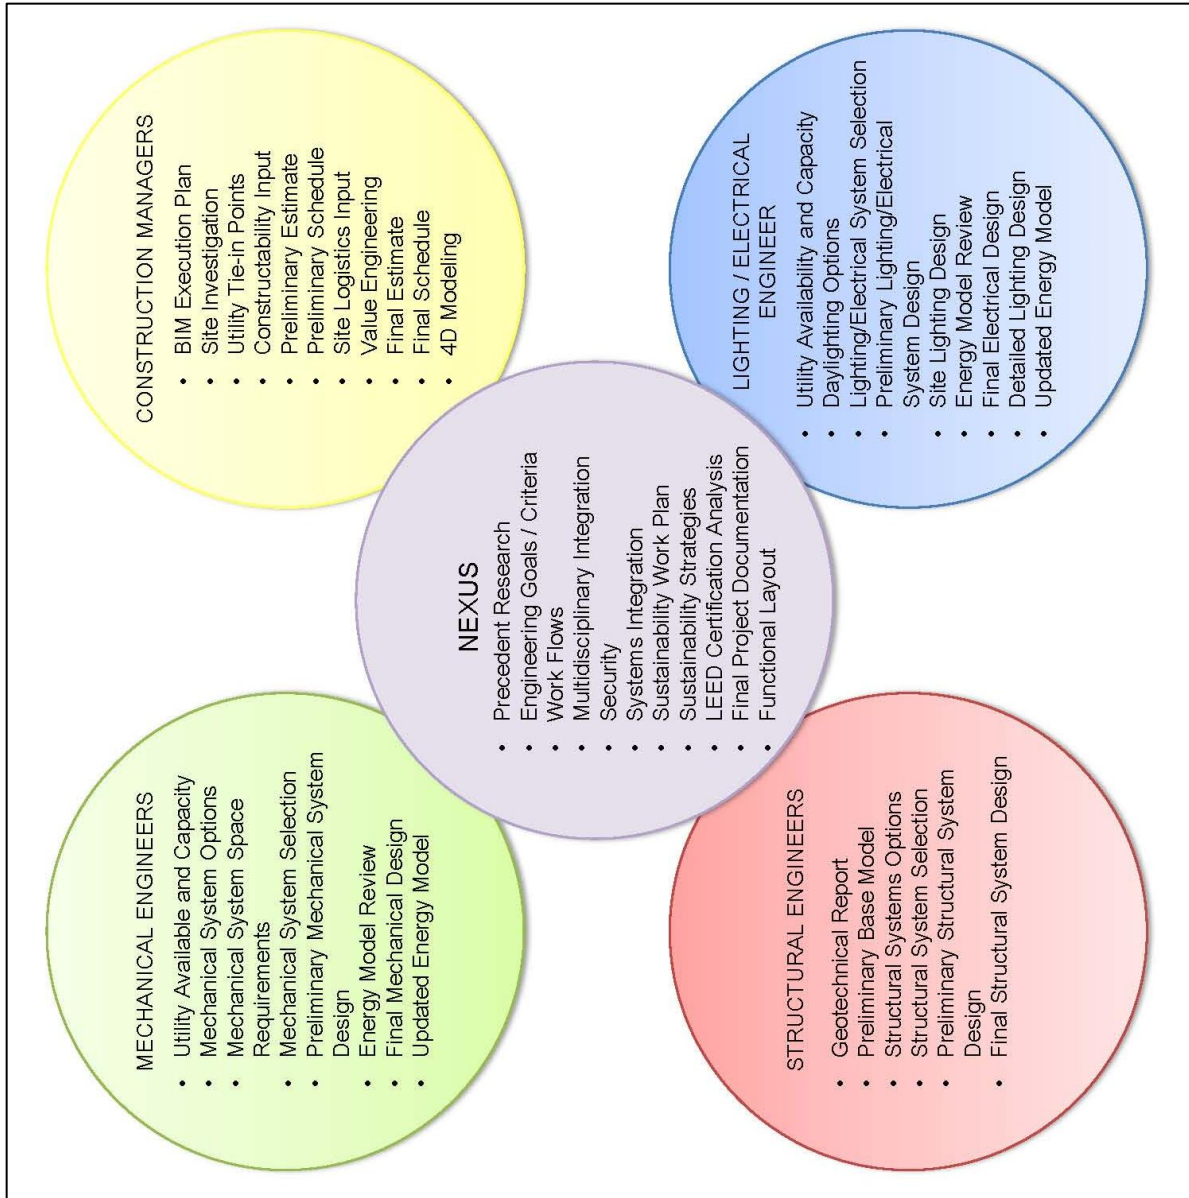 MECHANICAL ENGINEERS
• Utility Available and Capacity
• Mechanical System Options
• Mechanical System Space
Requirements
• Mechanical System Selection
• Preliminary Mechanical System
Design
• Energy Model Review
• Final Mechanical Design
• Updated Energy Model
CONSTRUCTION MANAGERS
• BIM Execution Plan
• Site Investigation
• Utility Tie-in Points
• Constructability Input
• Preliminary Estimate
• Preliminary Schedule
• Site Logistics Input
• Value Engineering
• Final Estimate
• Final Schedule
• 4D Modeling
NEXUS
• Precedent Research
• Engineering Goals / Criteria
• Work Flows
• Multidisciplinary Integration
• Security
• Systems Integration
• Sustainability Work Plan
• Sustainability Strategies
• LEED Certification Analysis
• Final Project Documentation
• Functional Layout
STRUCTURAL ENGINEERS
• Geotechnical Report
• Preliminary Base Model
• Structural Systems Options
• Structural System Selection
• Preliminary Structural System
Design
• Final Structural System Design
LIGHTING / ELECTRICAL
ENGINEER
• Utility Availability and Capacity
• Daylighting Options
• Lighting/Electrical System Selection
• Preliminary Lighting/Electrical
System Design
• Site Lighting Design
• Energy Model Review
• Final Electrical Design
• Detailed Lighting Design
• Updated Energy Model